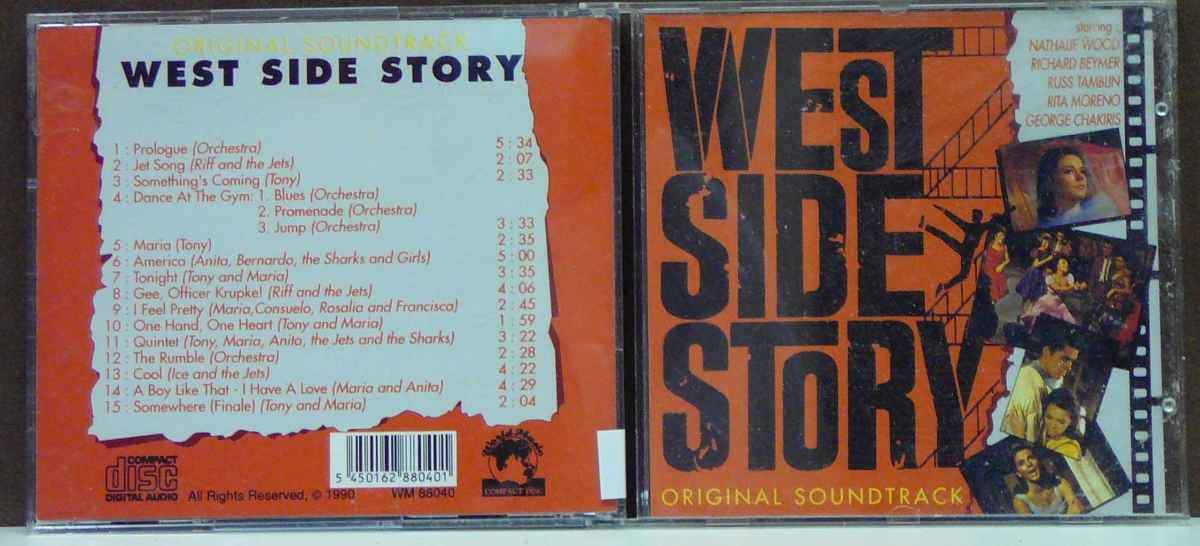 ORIGINAL SOUNDTRACK
WEST SIDE STORY
1 : Prologue (Orchestra) 5 : 34
2 : Jet Song (Riff and the Jets) 2 : 07
3 : Something's Coming (Tony) 2 : 33
4 : Dance At The Gym: 1. Blues (Orchestra)
2. Promenade (Orchestra)
3. Jump (Orchestra) 3 : 33
5 : Maria (Tony) 2 : 35
6 : America (Anita, Bernardo, the Sharks and Girls) 5 : 00
7 : Tonight (Tony and Maria) 3 : 35
8 : Gee, Officer Krupke! (Riff and the Jets) 4 : 06
9 : I Feel Pretty (Maria,Consuelo, Rosalia and Francisca) 2 : 45
10 : One Hand, One Heart (Tony and Maria) 1 : 59
11 : Quintet (Tony, Maria, Anita, the Jets and the Sharks) 3 : 22
12 : The Rumble (Orchestra) 2 : 28
13 : Cool (Ice and the Jets) 4 : 22
14 : A Boy Like That - I Have A Love (Maria and Anita) 4 : 29
15 : Somewhere (Finale) (Tony and Maria) 2 : 04
COMPACT
disc
DIGITAL AUDIO
All Rights Reserved, © 1990
5 450162 880401
WM 88040
COMPACT DISC
WEST
SIDE
STORY
ORIGINAL SOUNDTRACK
starring :
NATHALIE WOOD
RICHARD BEYMER
RUSS TAMBLIN
RITA MORENO
GEORGE CHAKIRIS